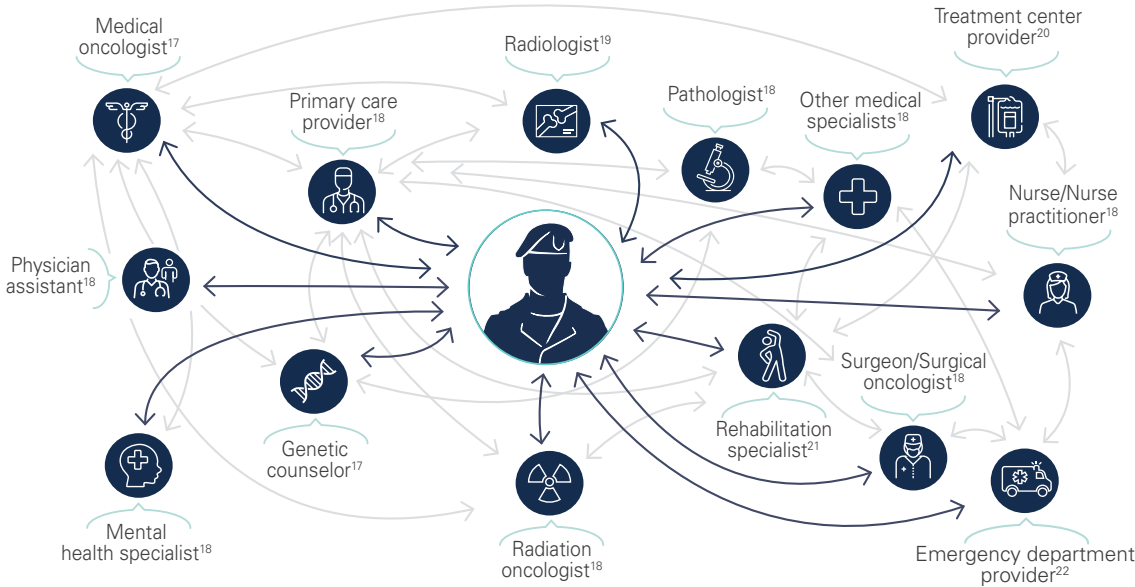 Medical
oncologist17
Radiologist19
Treatment center
provider20
Primary care
provider18
Pathologist18
Other medical
specialists18
Nurse/Nurse
practitioner18
Physician
assistant18
Surgeon/Surgical
oncologist18
Genetic
counselor17
Rehabilitation
specialist21
Mental
health specialist18
Radiation
oncologist18
Emergency department
provider22